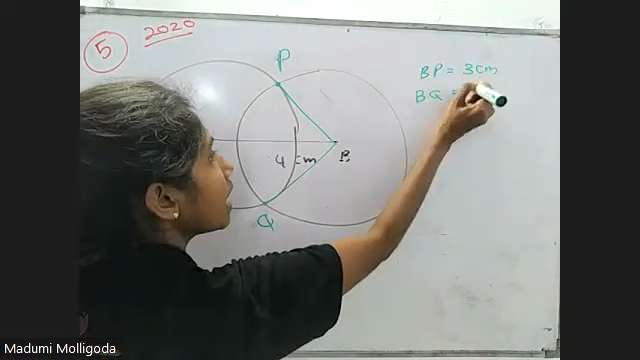 5
2020
P
BP = 3cm
BQ =
4 cm
B
Q
Madumi Molligoda